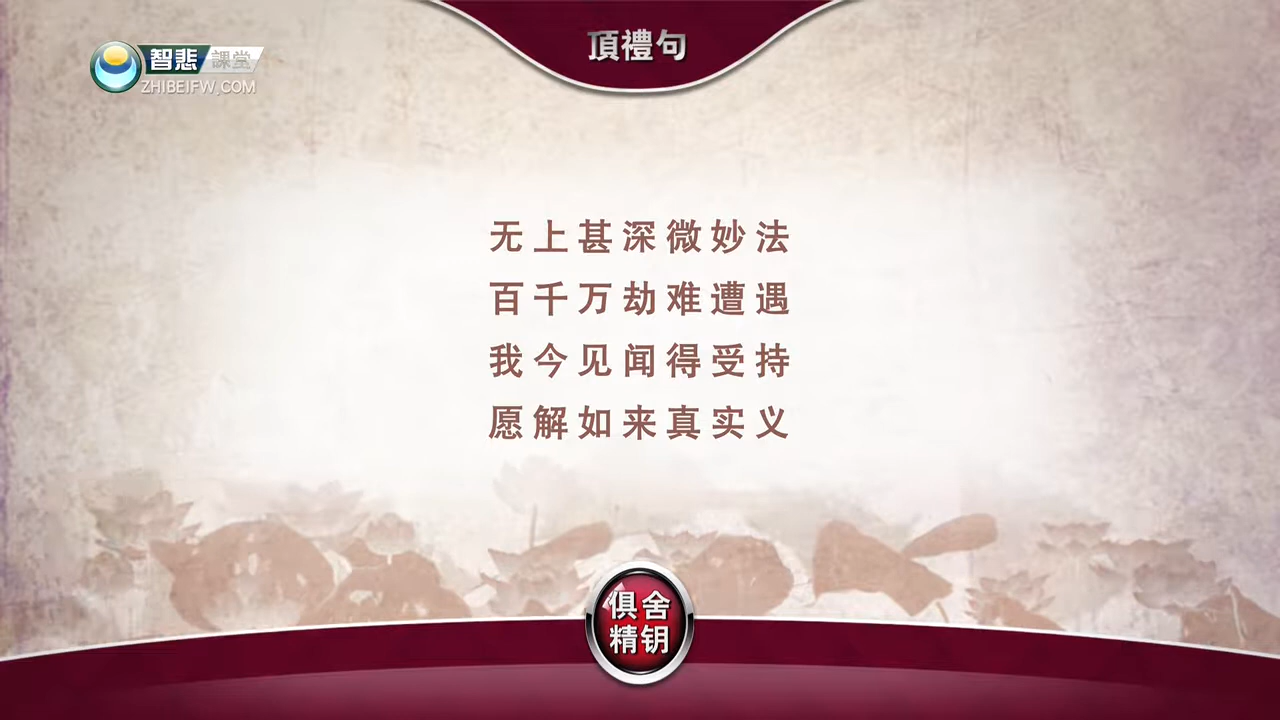 頂禮句
智悲課堂
ZHIBEIFW.COM
无上甚深微妙法
百千万劫难遭遇
我今见闻得受持
愿解如来真实义
俱舍
精钥